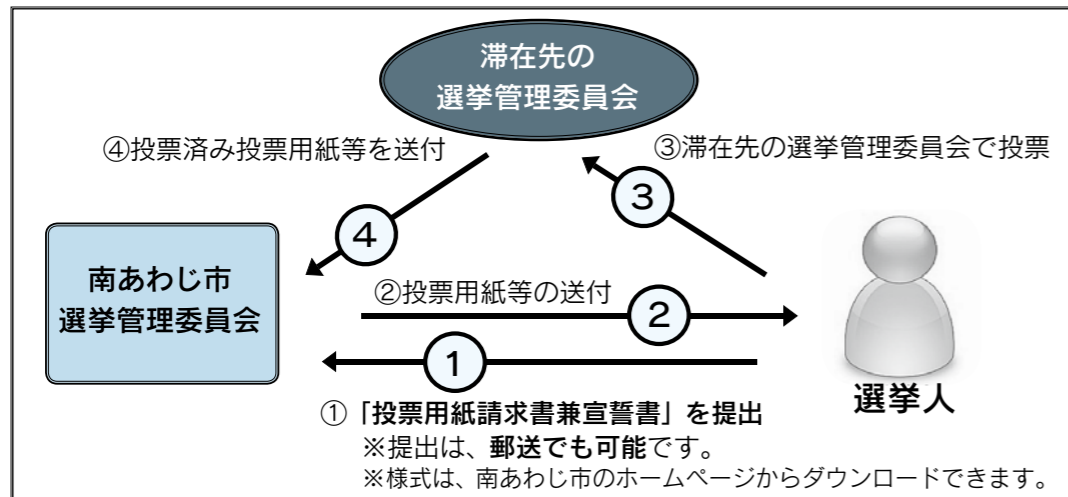 滞在先の
選挙管理委員会
④投票済み投票用紙等を送付
③滞在先の選挙管理委員会で投票
③
④
南あわじ市
選挙管理委員会
②投票用紙等の送付
②
①
選挙人
①「投票用紙請求書兼宣誓書」を提出
※提出は、郵送でも可能です。
※様式は、南あわじ市のホームページからダウンロードできます。